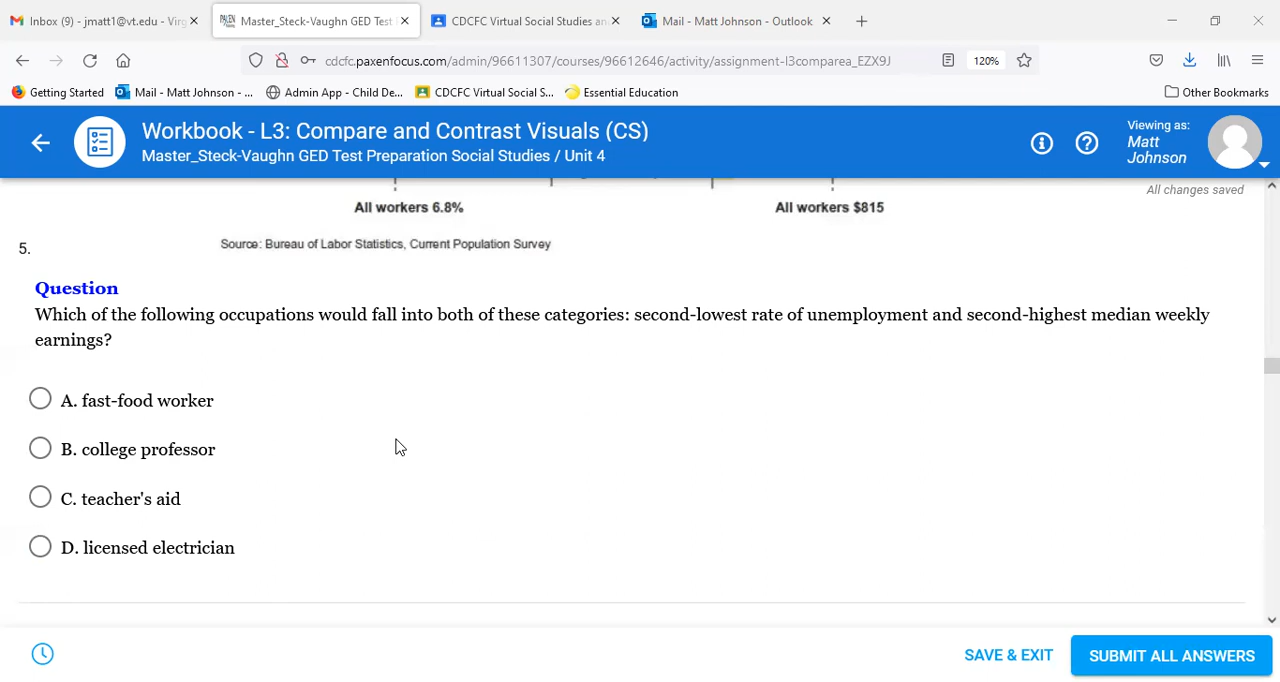 Inbox (9) - jmatt1@vt.edu - Virg
Master_Steck-Vaughn GED Test
CDCFC Virtual Social Studies an
Mail - Matt Johnson - Outlook
cdcfc.paxenfocus.com/admin/96611307/courses/96612646/activity/assignment-l3comparea_EZX9J
120%
Getting Started
Mail - Matt Johnson - ...
Admin App - Child De...
CDCFC Virtual Social S...
Essential Education
Other Bookmarks
Workbook - L3: Compare and Contrast Visuals (CS)
Master_Steck-Vaughn GED Test Preparation Social Studies / Unit 4
Viewing as:
Matt
Johnson
All changes saved
All workers 6.8%
All workers $815
Source: Bureau of Labor Statistics, Current Population Survey
5.
Question
Which of the following occupations would fall into both of these categories: second-lowest rate of unemployment and second-highest median weekly
earnings?
A. fast-food worker
B. college professor
C. teacher's aid
D. licensed electrician
SAVE & EXIT
SUBMIT ALL ANSWERS